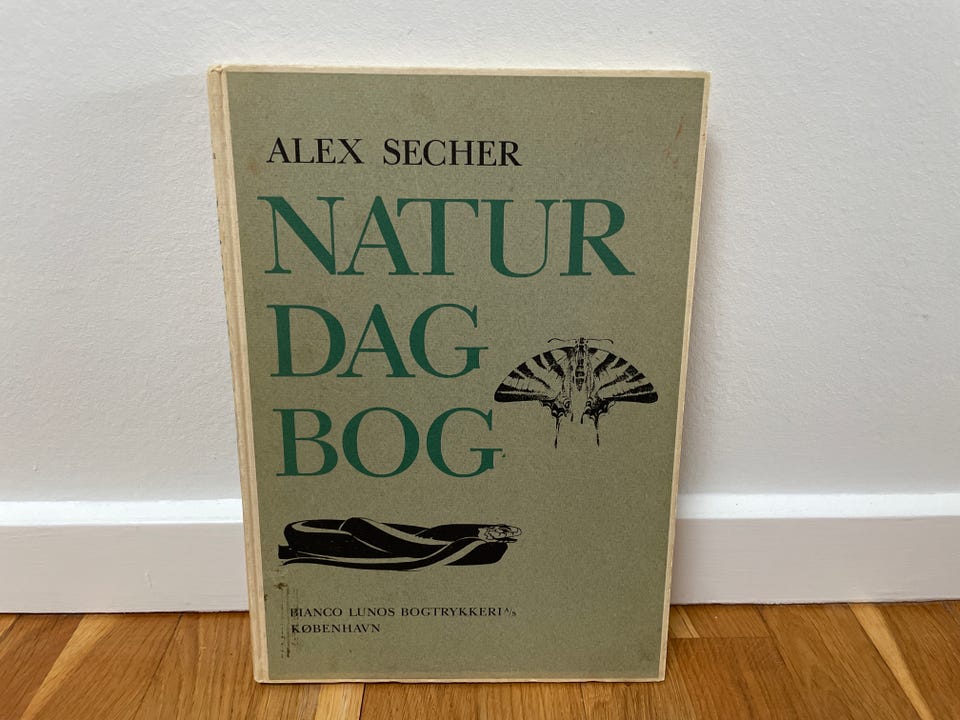 ALEX SECHER
NATUR
DAG
BOG
BIANCO LUNOS BOGTRYKKERI A/S
KØBENHAVN